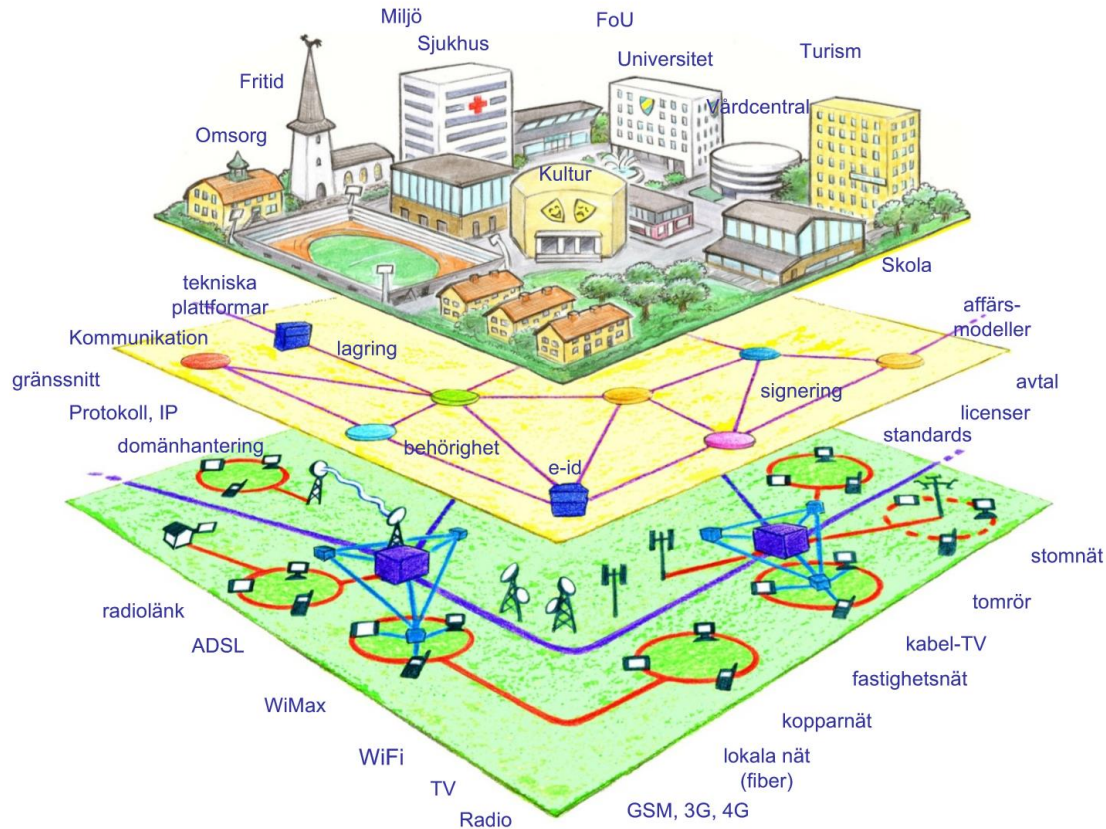 Miljö
FoU
Sjukhus
Universitet
Turism
Fritid
Vårdcentral
Omsorg
Kultur
Skola
tekniska
plattformar
affärs-
modeller
Kommunikation
lagring
gränssnitt
signering
avtal
Protokoll, IP
licenser
domänhantering
behörighet
standards
e-id
stomnät
radiolänk
tomrör
ADSL
kabel-TV
fastighetsnät
WiMax
kopparnät
WiFi
lokala nät
(fiber)
TV
GSM, 3G, 4G
Radio